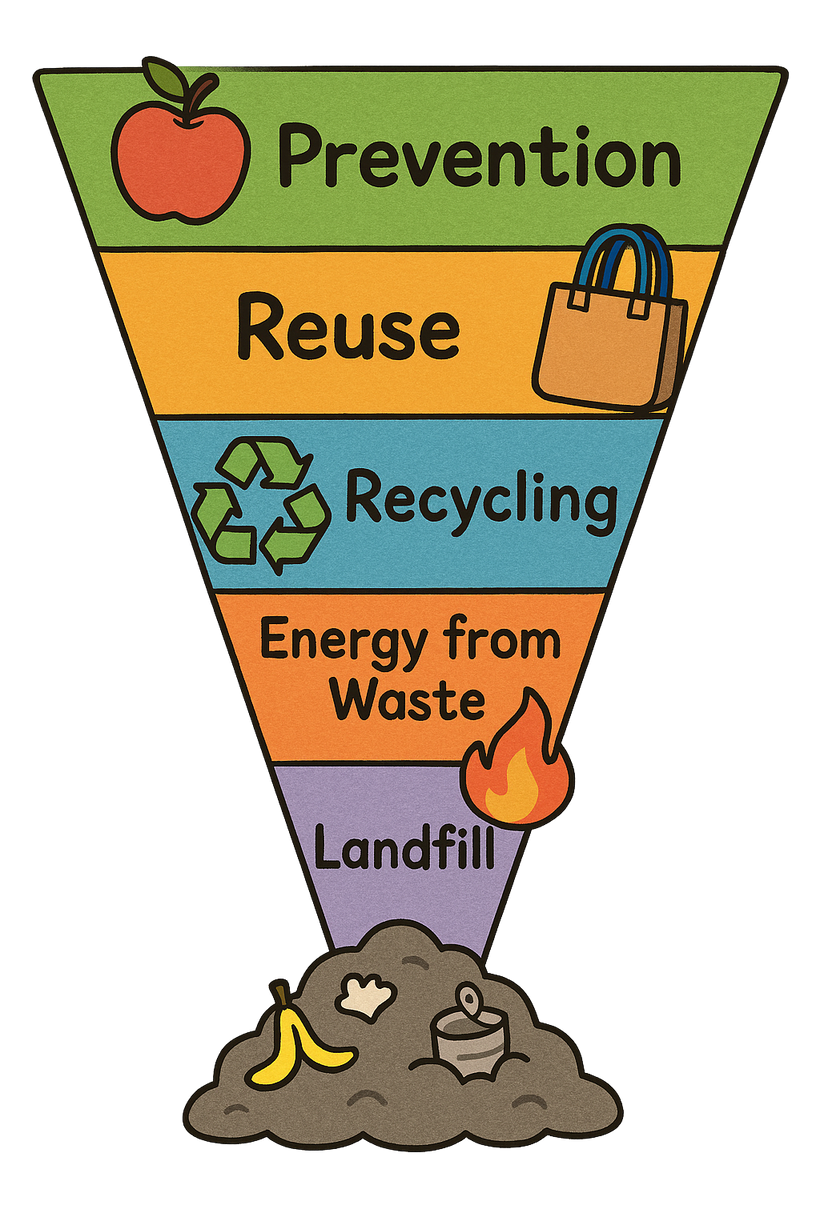 Prevention
Reuse
Recycling
Energy from
Waste
Landfill